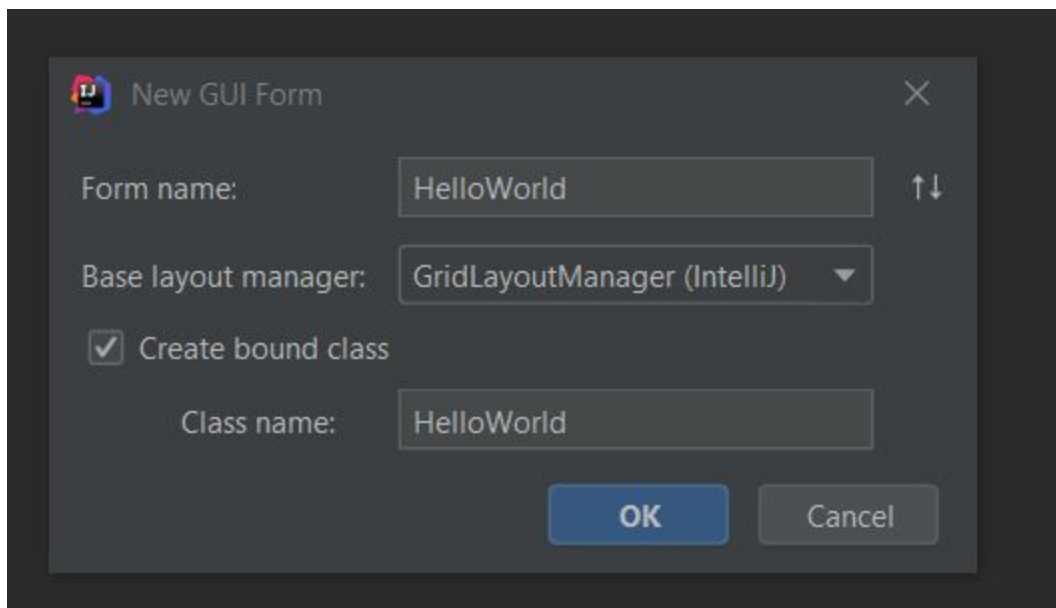 IJ
New GUI Form
Form name: HelloWorld
Base layout manager: GridLayoutManager (IntelliJ)
Create bound class
Class name: HelloWorld
OK Cancel